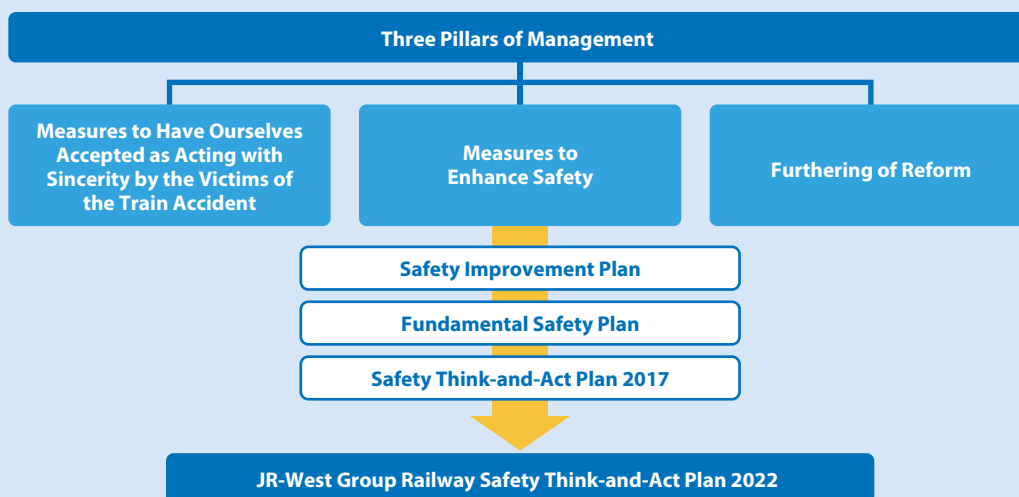 Three Pillars of Management
Measures to Have Ourselves
Accepted as Acting with
Sincerity by the Victims of
the Train Accident
Measures to
Enhance Safety
Furthering of Reform
Safety Improvement Plan
Fundamental Safety Plan
Safety Think-and-Act Plan 2017
JR-West Group Railway Safety Think-and-Act Plan 2022